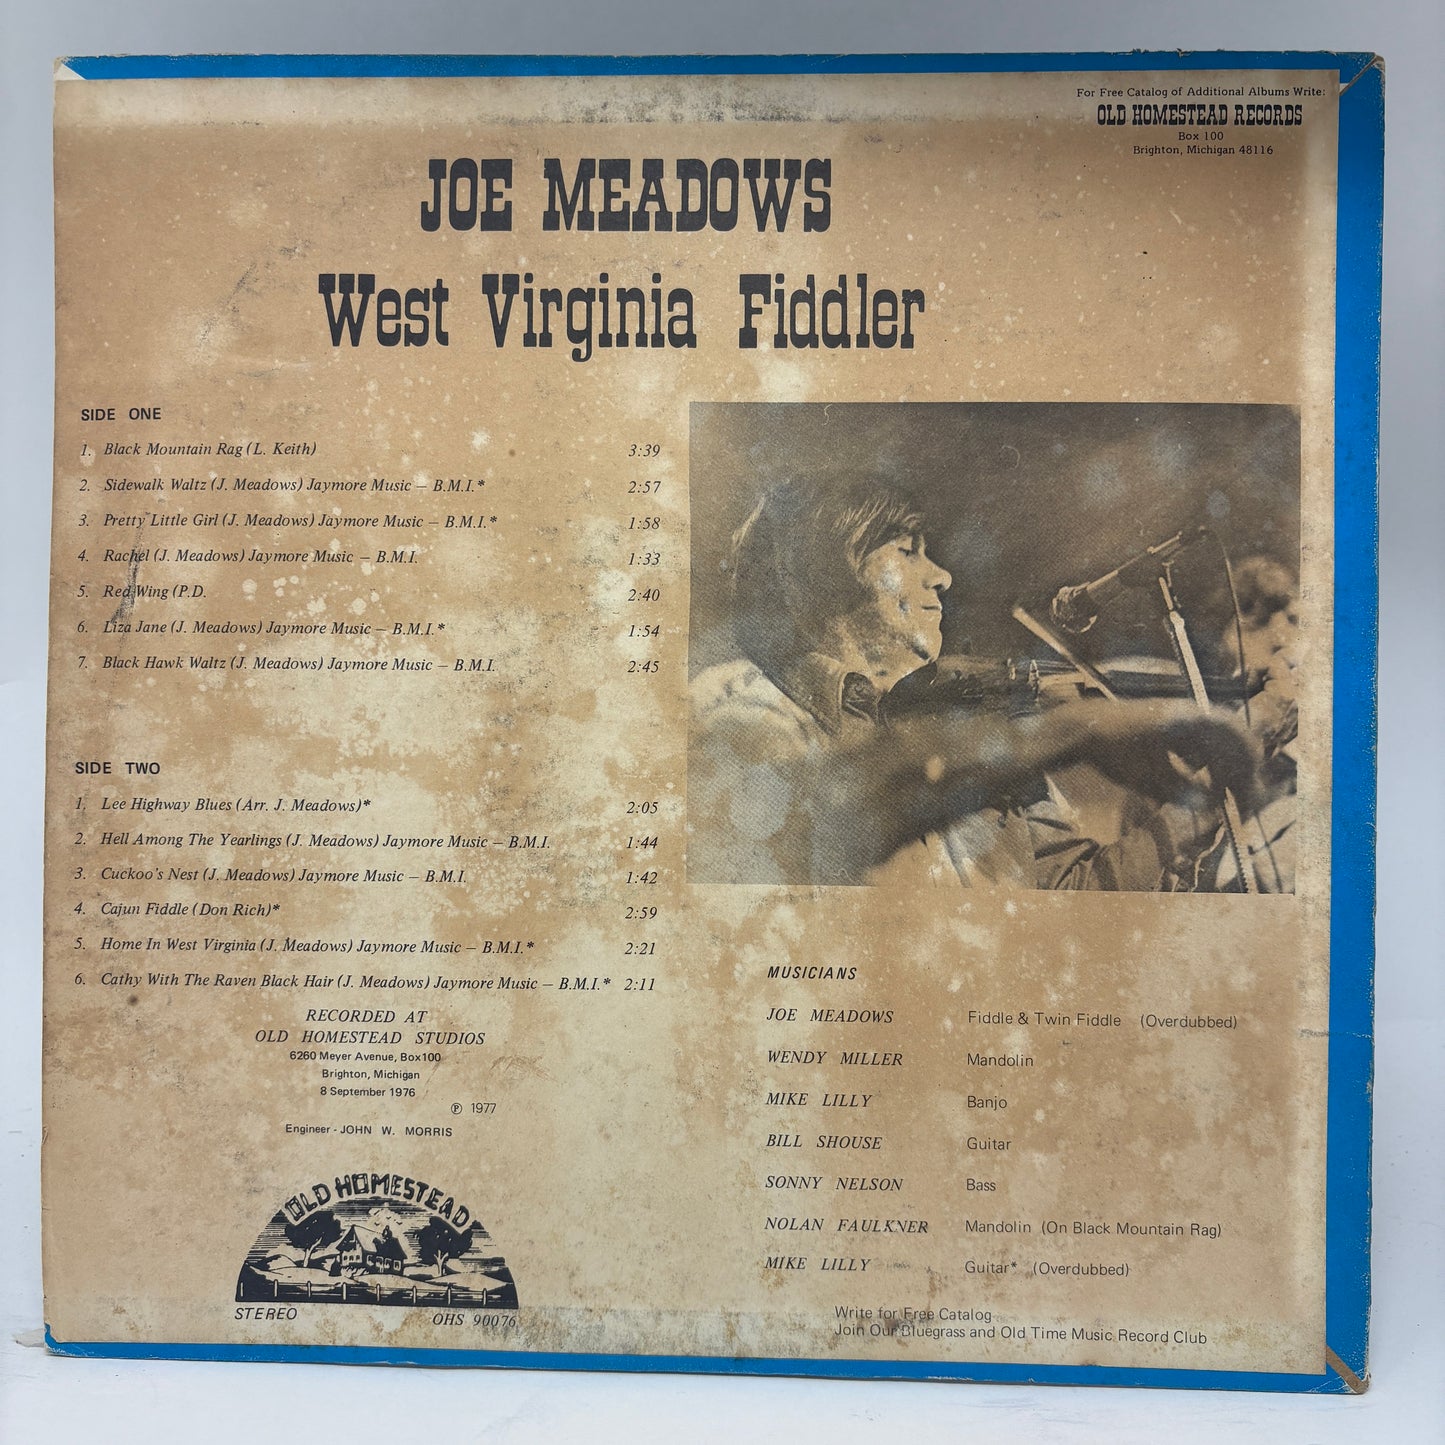 For Free Catalog of Additional Albums Write:
OLD HOMESTEAD RECORDS
Box 100
Brighton, Michigan 48116
JOE MEADOWS
West Virginia Fiddler
SIDE ONE
1. Black Mountain Rag (L. Keith) 3:39
2. Sidewalk Waltz (J. Meadows) Jaymore Music – B.M.I.* 2:57
3. Pretty Little Girl (J. Meadows) Jaymore Music – B.M.I.* 1:58
4. Rachel (J. Meadows) Jaymore Music – B.M.I. 1:33
5. Red Wing (P.D. 2:40
6. Liza Jane (J. Meadows) Jaymore Music – B.M.I.* 1:54
7. Black Hawk Waltz (J. Meadows) Jaymore Music – B.M.I. 2:45
SIDE TWO
1. Lee Highway Blues (Arr. J. Meadows)* 2:05
2. Hell Among The Yearlings (J. Meadows) Jaymore Music – B.M.I. 1:44
3. Cuckoo's Nest (J. Meadows) Jaymore Music – B.M.I. 1:42
4. Cajun Fiddle (Don Rich)* 2:59
5. Home In West Virginia (J. Meadows) Jaymore Music – B.M.I.* 2:21
6. Cathy With The Raven Black Hair (J. Meadows) Jaymore Music – B.M.I.* 2:11
RECORDED AT
OLD HOMESTEAD STUDIOS
6260 Meyer Avenue, Box100
Brighton, Michigan
8 September 1976
℗ 1977
Engineer - JOHN W. MORRIS
OLD HOMESTEAD
STEREO OHS 90076
MUSICIANS
JOE MEADOWS Fiddle & Twin Fiddle (Overdubbed)
WENDY MILLER Mandolin
MIKE LILLY Banjo
BILL SHOUSE Guitar
SONNY NELSON Bass
NOLAN FAULKNER Mandolin (On Black Mountain Rag)
MIKE LILLY Guitar* (Overdubbed)
Write for Free Catalog
Join Our Bluegrass and Old Time Music Record Club